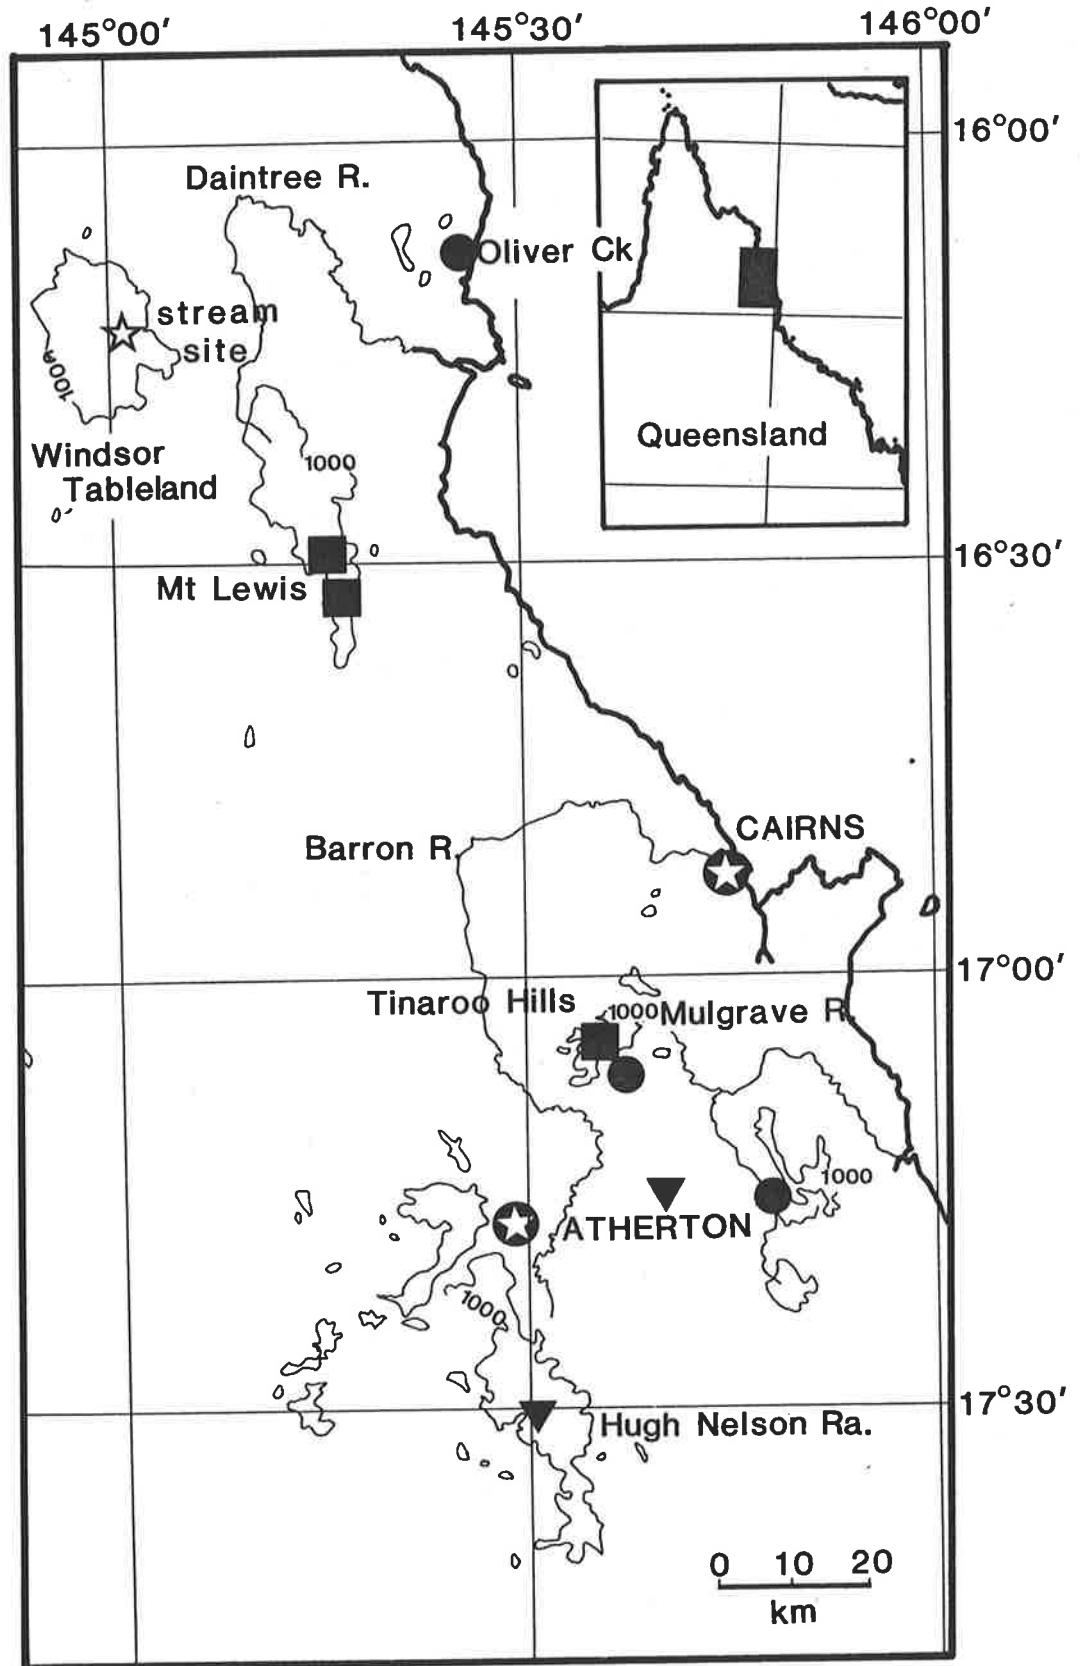 145°00′ 145°30′ 146°00′
16°00′
Daintree R.
Oliver Ck
stream
site
1000
Queensland
Windsor
Tableland
1000
16°30′
Mt Lewis
CAIRNS
Barron R.
17°00′
Tinaroo Hills
1000
Mulgrave R.
1000
ATHERTON
1000
17°30′
Hugh Nelson Ra.
0 10 20
km